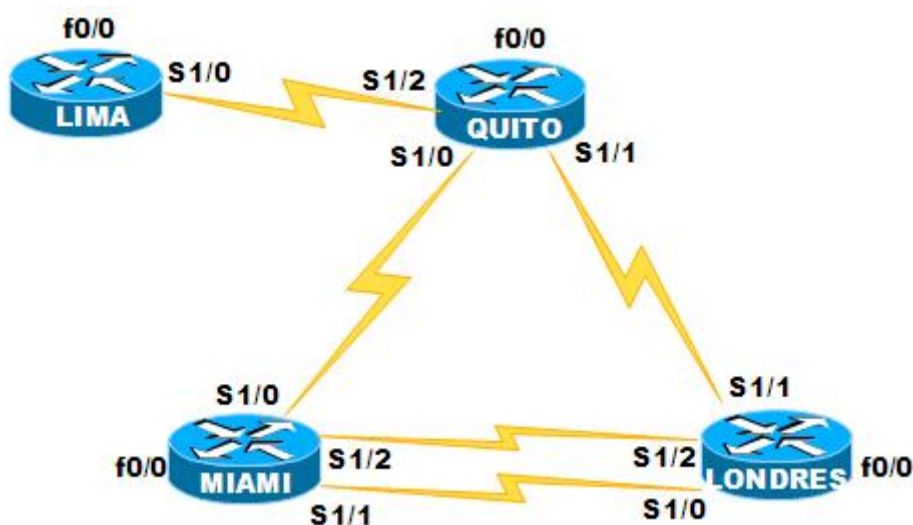 f0/0
S1/0
LIMA
f0/0
S1/2
QUITO
S1/0
S1/1
S1/0
f0/0
MIAMI
S1/2
S1/1
S1/1
S1/2
LONDRES
f0/0
S1/0